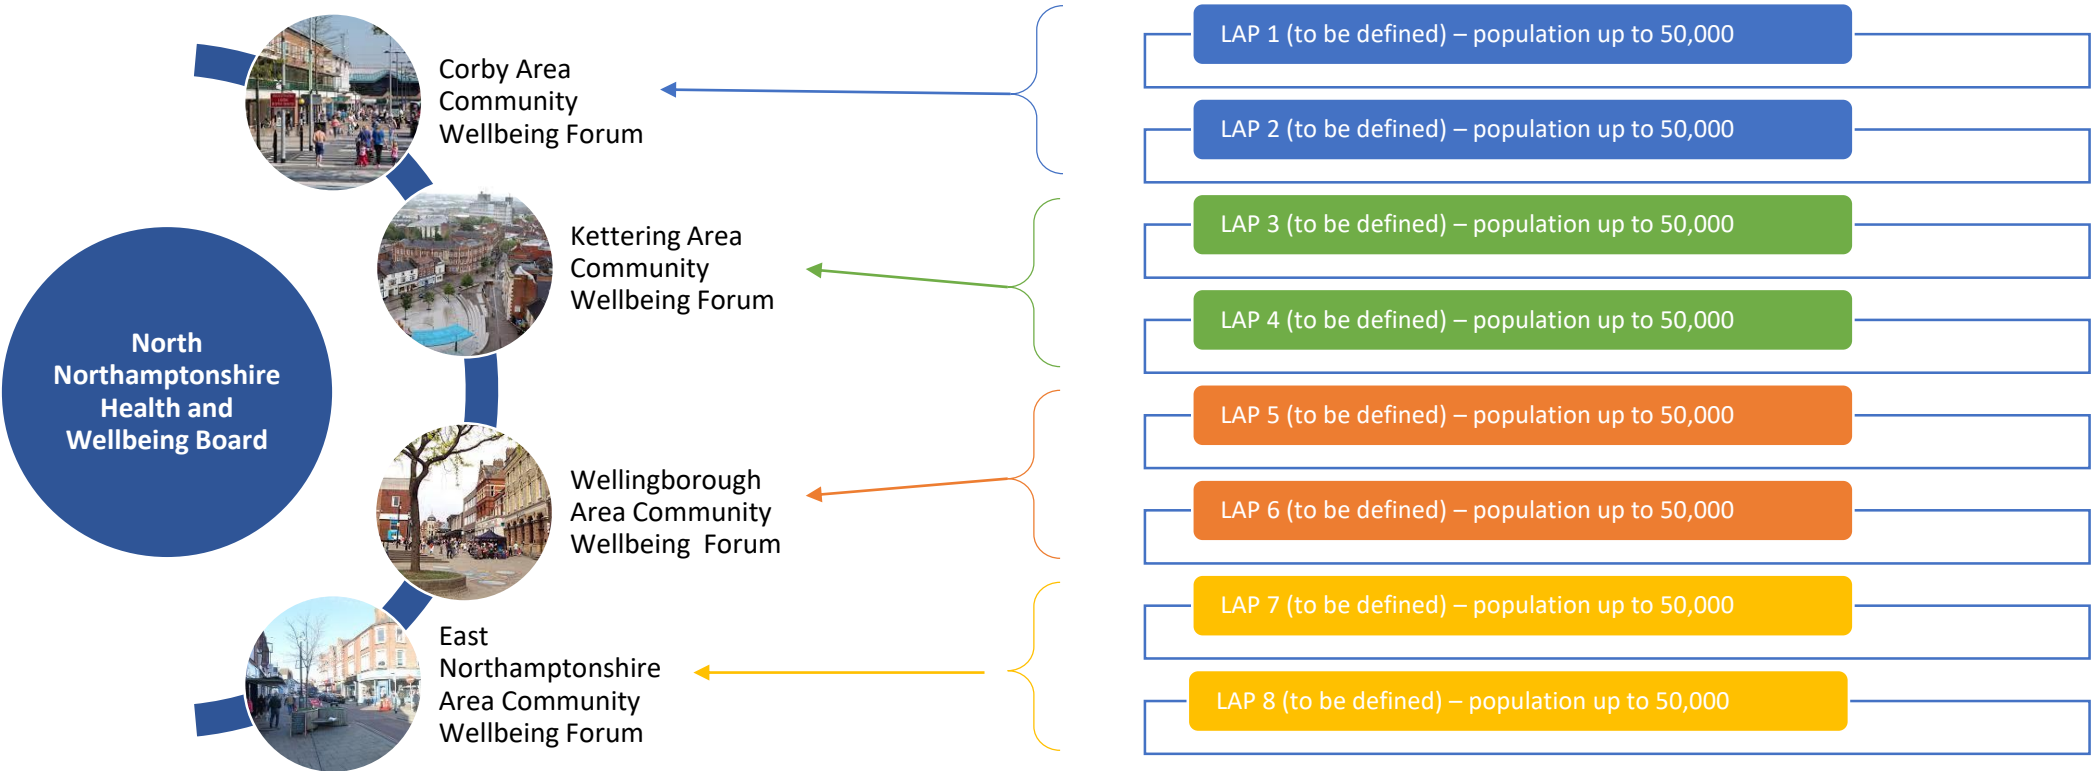 North
Northamptonshire
Health and
Wellbeing Board
Corby Area
Community
Wellbeing Forum
Kettering Area
Community
Wellbeing Forum
Wellingborough
Area Community
Wellbeing  Forum
East
Northamptonshire
Area Community
Wellbeing Forum
LAP 1 (to be defined) – population up to 50,000
LAP 2 (to be defined) – population up to 50,000
LAP 3 (to be defined) – population up to 50,000
LAP 4 (to be defined) – population up to 50,000
LAP 5 (to be defined) – population up to 50,000
LAP 6 (to be defined) – population up to 50,000
LAP 7 (to be defined) – population up to 50,000
LAP 8 (to be defined) – population up to 50,000